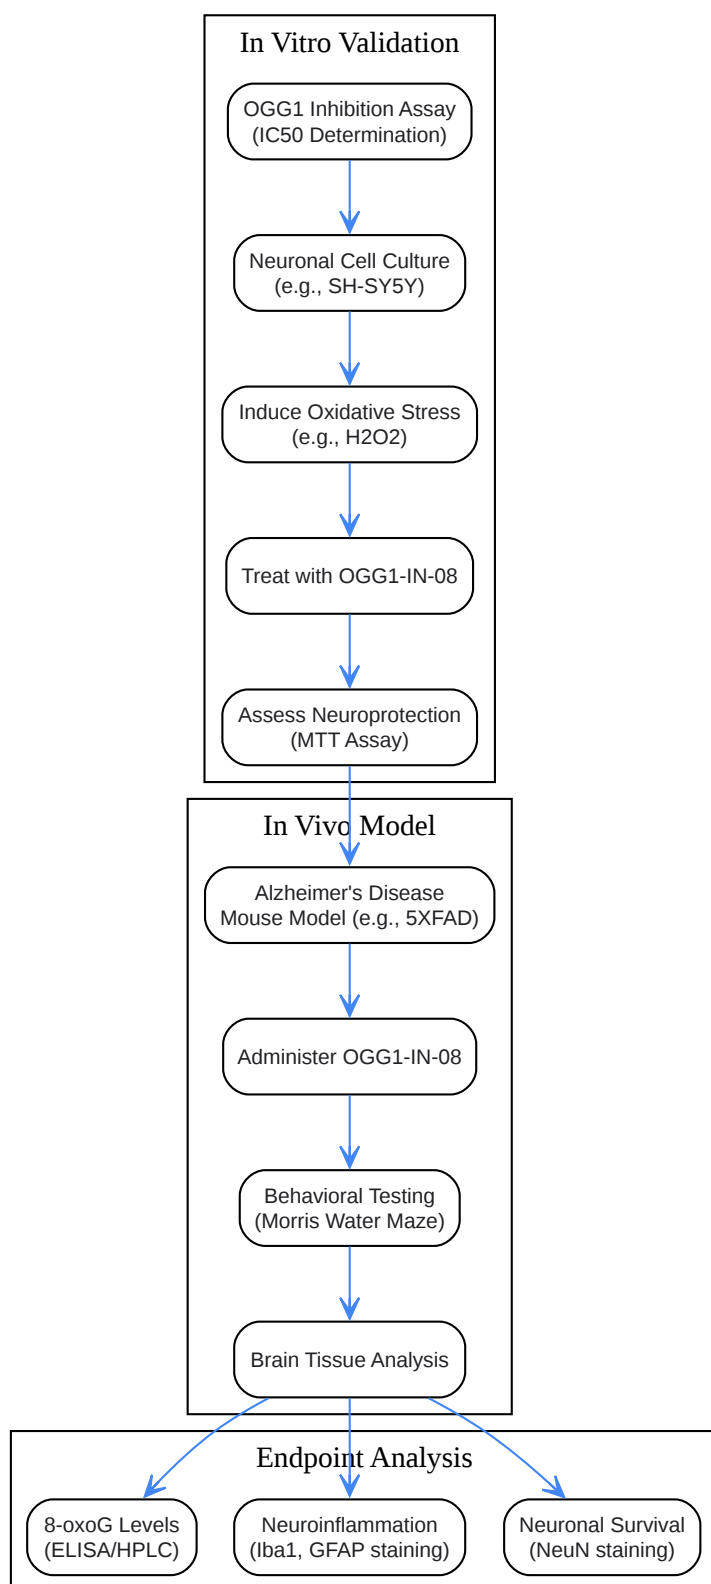 In Vitro Validation
OGG1 Inhibition Assay
(IC50 Determination)
Neuronal Cell Culture
(e.g., SH-SY5Y)
Induce Oxidative Stress
(e.g., H2O2)
Treat with OGG1-IN-08
Assess Neuroprotection
(MTT Assay)
In Vivo Model
Alzheimer's Disease
Mouse Model (e.g., 5XFAD)
Administer OGG1-IN-08
Behavioral Testing
(Morris Water Maze)
Brain Tissue Analysis
Endpoint Analysis
8-oxoG Levels
(ELISA/HPLC)
Neuroinflammation
(Iba1, GFAP staining)
Neuronal Survival
(NeuN staining)